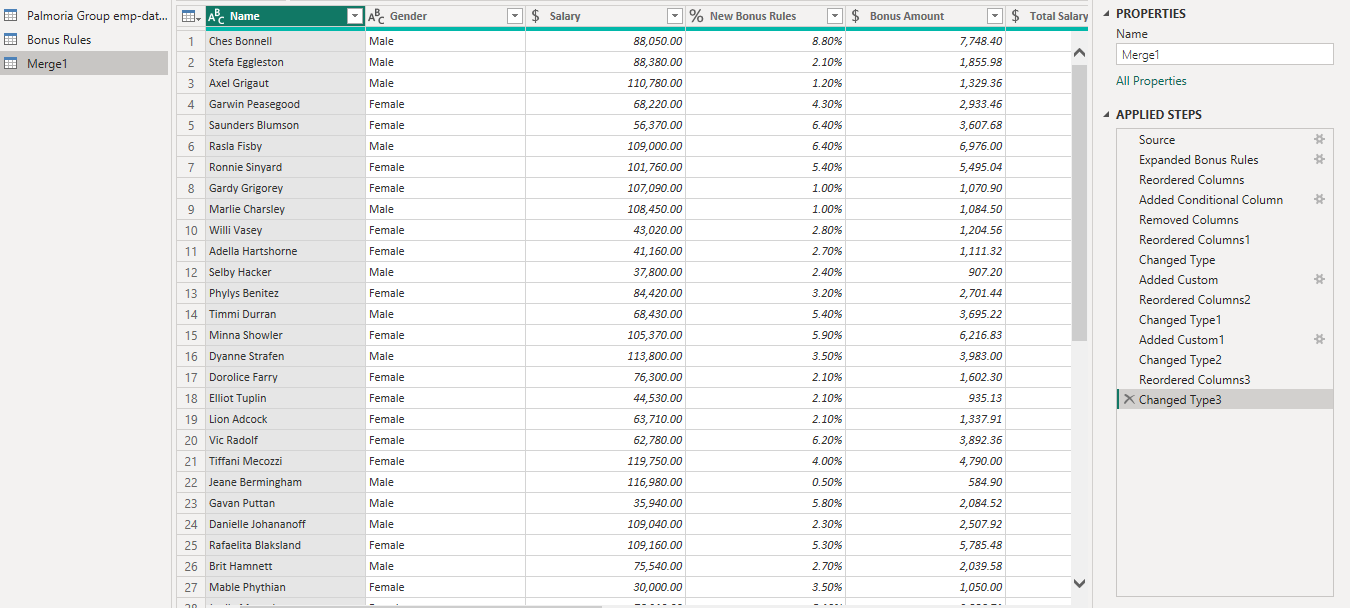 Palmoria Group emp-dat...
Bonus Rules
Merge1
ABC Name ABC Gender $ Salary % New Bonus Rules $ Bonus Amount $ Total Salary
1 Ches Bonnell Male 88,050.00 8.80% 7,748.40
2 Stefa Eggleston Male 88,380.00 2.10% 1,855.98
3 Axel Grigaut Male 110,780.00 1.20% 1,329.36
4 Garwin Peasegood Female 68,220.00 4.30% 2,933.46
5 Saunders Blumson Female 56,370.00 6.40% 3,607.68
6 Rasla Fisby Male 109,000.00 6.40% 6,976.00
7 Ronnie Sinyard Female 101,760.00 5.40% 5,495.04
8 Gardy Grigorey Female 107,090.00 1.00% 1,070.90
9 Marlie Charsley Male 108,450.00 1.00% 1,084.50
10 Willi Vasey Female 43,020.00 2.80% 1,204.56
11 Adella Hartshorne Female 41,160.00 2.70% 1,111.32
12 Selby Hacker Male 37,800.00 2.40% 907.20
13 Phylys Benitez Female 84,420.00 3.20% 2,701.44
14 Timmi Durran Male 68,430.00 5.40% 3,695.22
15 Minna Showler Female 105,370.00 5.90% 6,216.83
16 Dyanne Strafen Male 113,800.00 3.50% 3,983.00
17 Dorolice Farry Female 76,300.00 2.10% 1,602.30
18 Elliot Tuplin Female 44,530.00 2.10% 935.13
19 Lion Adcock Female 63,710.00 2.10% 1,337.91
20 Vic Radolf Female 62,780.00 6.20% 3,892.36
21 Tiffani Mecozzi Female 119,750.00 4.00% 4,790.00
22 Jeane Bermingham Male 116,980.00 0.50% 584.90
23 Gavan Puttan Female 35,940.00 5.80% 2,084.52
24 Danielle Johananoff Male 109,040.00 2.30% 2,507.92
25 Rafaelita Blaksland Female 109,160.00 5.30% 5,785.48
26 Brit Hamnett Male 75,540.00 2.70% 2,039.58
27 Mable Phythian Female 30,000.00 3.50% 1,050.00
28
PROPERTIES
Name
Merge1
All Properties
APPLIED STEPS
Source
Expanded Bonus Rules
Reordered Columns
Added Conditional Column
Removed Columns
Reordered Columns1
Changed Type
Added Custom
Reordered Columns2
Changed Type1
Added Custom1
Changed Type2
Reordered Columns3
Changed Type3